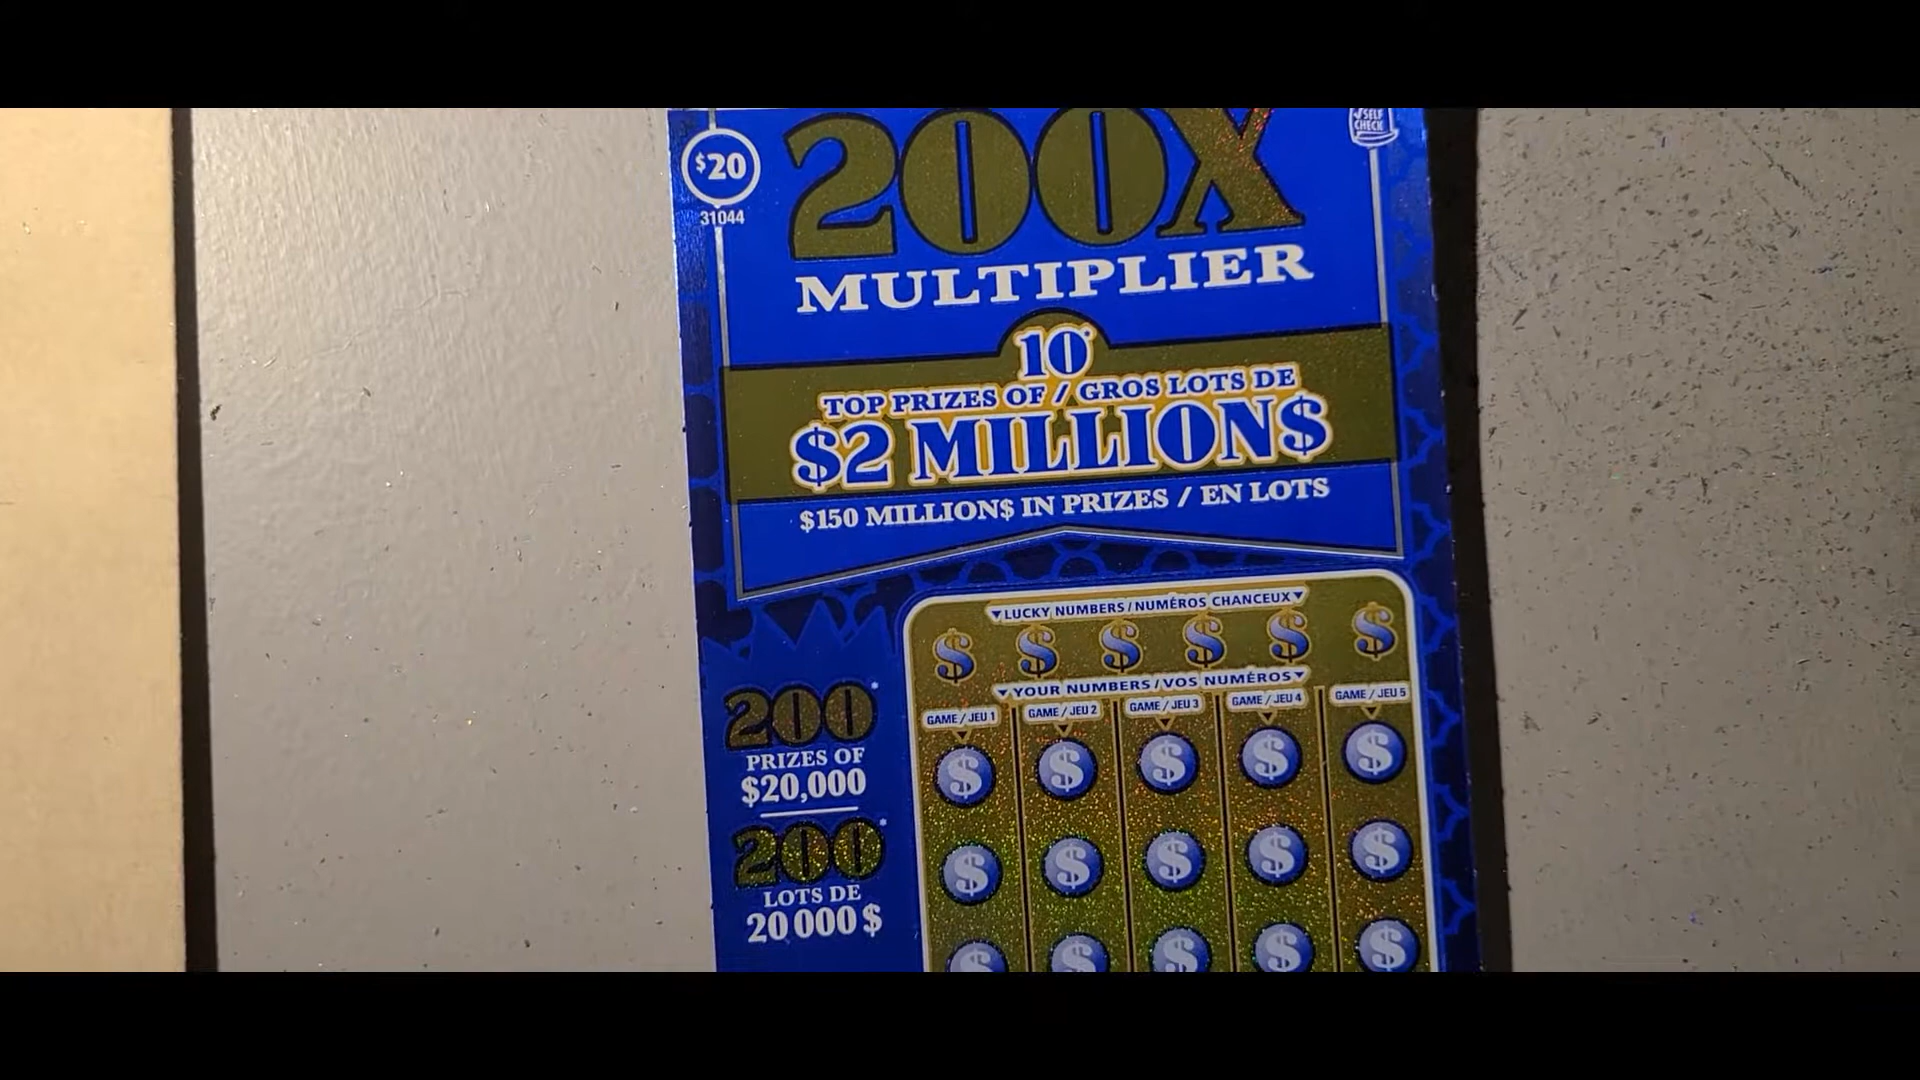 $20
31044
200X
MULTIPLIER
✓SELF
CHECK
10*
TOP PRIZES OF / GROS LOTS DE
$2 MILLION$
$150 MILLION$ IN PRIZES / EN LOTS
▼LUCKY NUMBERS / NUMÉROS CHANCEUX▼
$ $ $ $ $ $
▼YOUR NUMBERS / VOS NUMÉROS▼
GAME / JEU 1 GAME / JEU 2 GAME / JEU 3 GAME / JEU 4 GAME / JEU 5
$ $ $ $ $
$ $ $ $ $
$ $ $ $ $
200*
PRIZES OF
$20,000
200*
LOTS DE
20 000 $